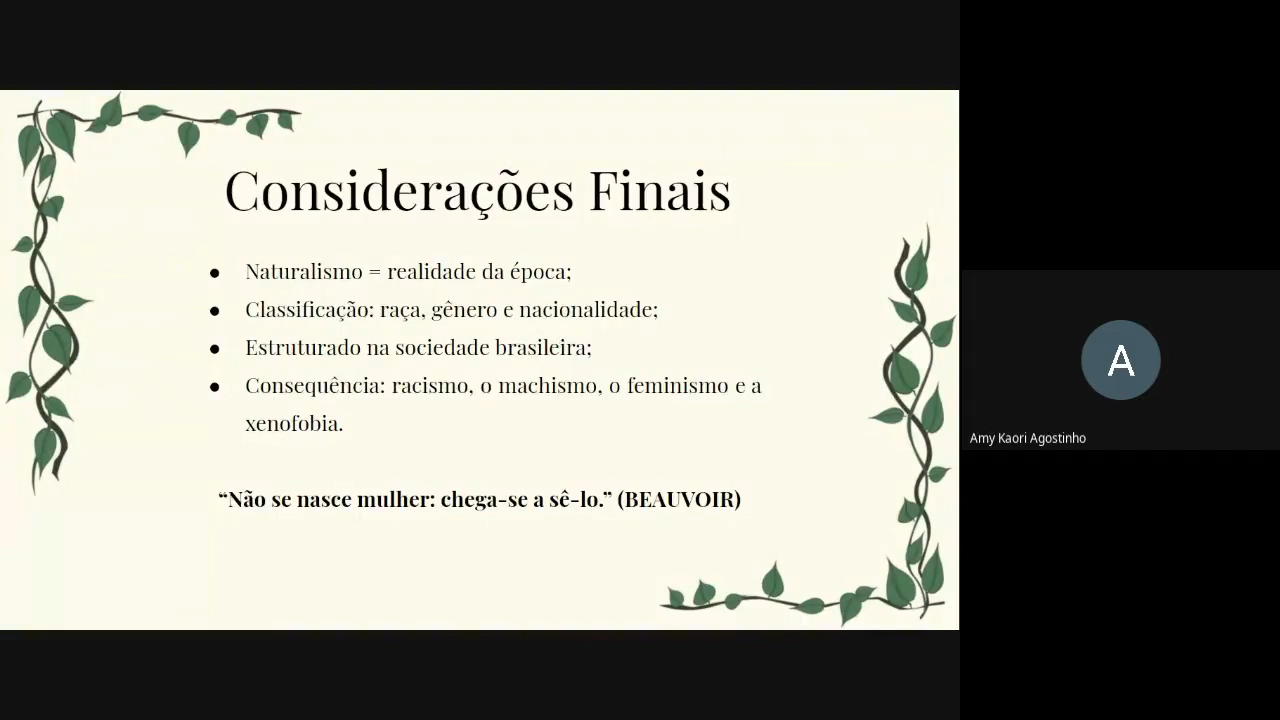 Considerações Finais
● Naturalismo = realidade da época;
● Classificação: raça, gênero e nacionalidade;
● Estruturado na sociedade brasileira;
● Consequência: racismo, o machismo, o feminismo e a
xenofobia.
“Não se nasce mulher: chega-se a sê-lo.” (BEAUVOIR)
A
Amy Kaori Agostinho